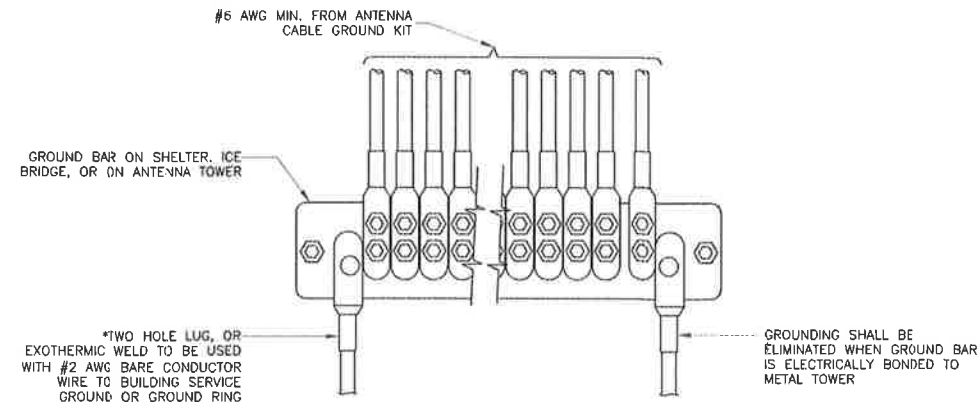 #6 AWG MIN. FROM ANTENNA
CABLE GROUND KIT
GROUND BAR ON SHELTER, ICE
BRIDGE, OR ON ANTENNA TOWER
*TWO HOLE LUG, OR
EXOTHERMIC WELD TO BE USED
WITH #2 AWG BARE CONDUCTOR
WIRE TO BUILDING SERVICE
GROUND OR GROUND RING
GROUNDING SHALL BE
ELIMINATED WHEN GROUND BAR
IS ELECTRICALLY BONDED TO
METAL TOWER